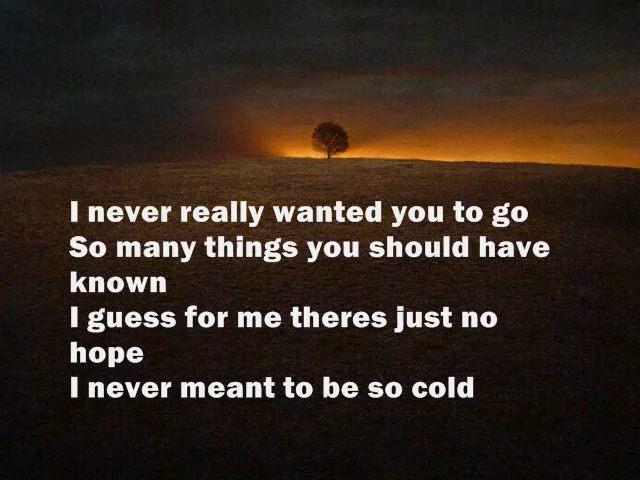 I never really wanted you to go
So many things you should have
known
I guess for me theres just no
hope
I never meant to be so cold